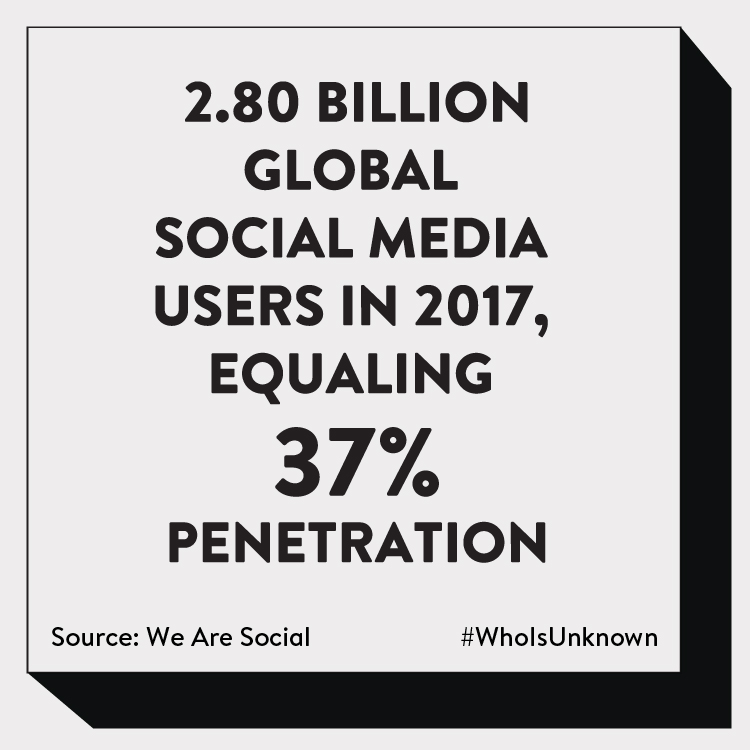 2.80 BILLION
GLOBAL
SOCIAL MEDIA
USERS IN 2017,
EQUALING
37%
PENETRATION
Source: We Are Social
#WhoIsUnknown